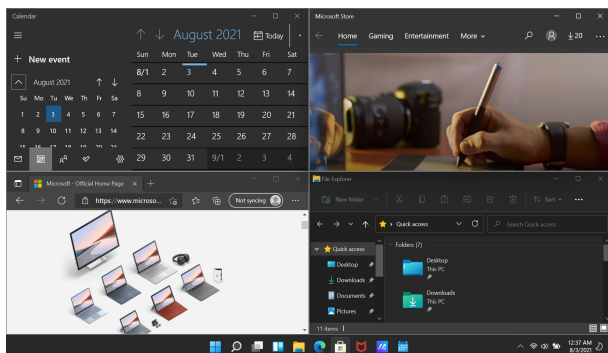 Calendar
August 2021
Today
New event
Sun Mon Tue Wed Thu Fri Sat
8/1 2 3 4 5 6 7
8 9 10 11 12 13 14
15 16 17 18 19 20 21
22 23 24 25 26 27 28
29 30 31 9/1 2 3 4
August 2021
Su Mo Tu We Th Fr Sa
1 2 3 4 5 6 7
8 9 10 11 12 13 14
Microsoft Store
Home Gaming Entertainment More
20
Microsoft - Official Home Page
https://www.microso...
Not syncing
File Explorer
New folder
Sort
Quick access
Search Quick access
Quick access
Desktop
Downloads
Documents
Pictures
Folders (7)
Desktop
This PC
Downloads
This PC
11 items
12:37 AM
8/3/2021